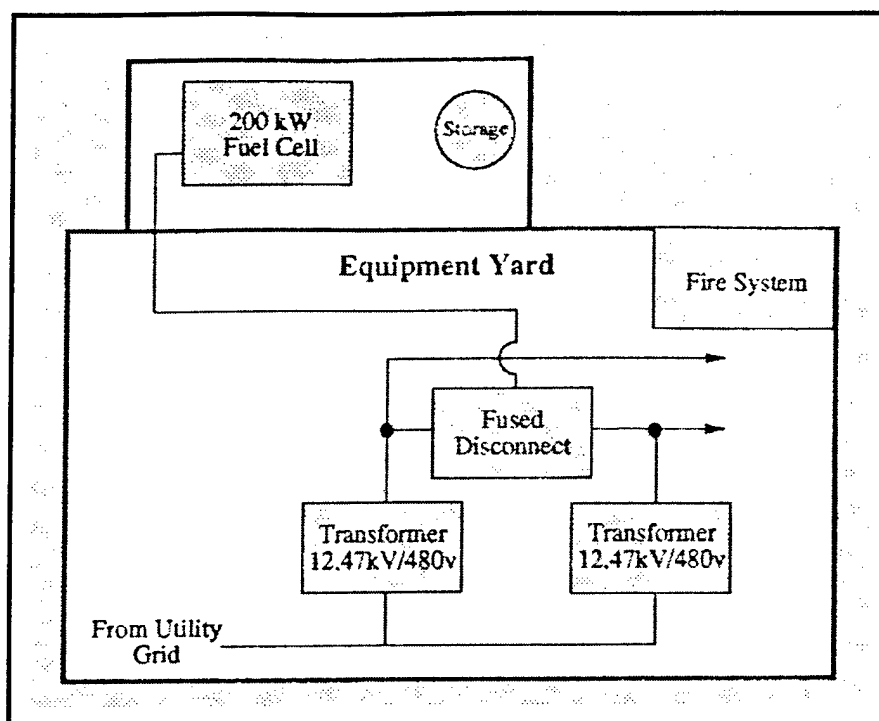 200 kW
Fuel Cell
Storage
Equipment Yard
Fire System
Fused
Disconnect
Transformer
12.47kV/480v
Transformer
12.47kV/480v
From Utility
Grid